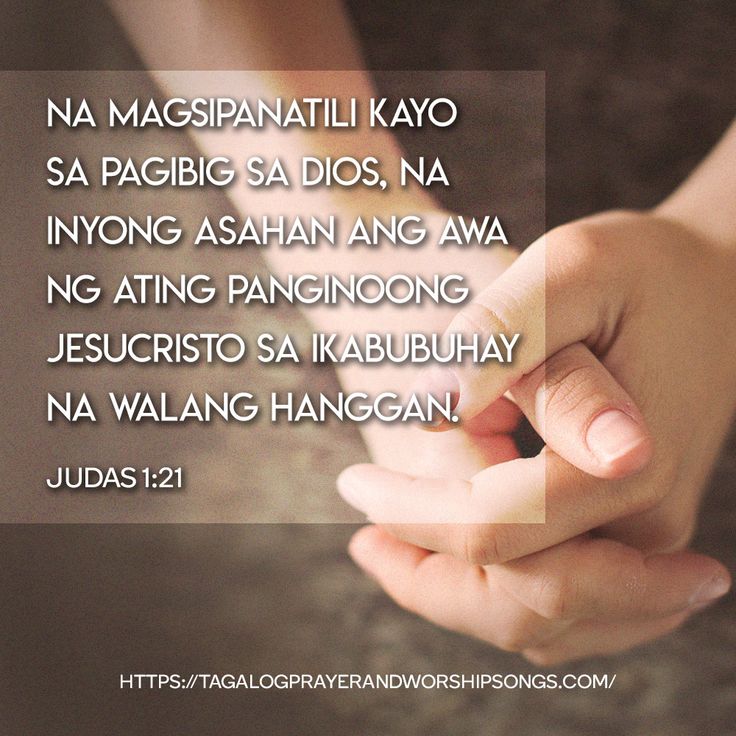 NA MAGSIPANATILI KAYO
SA PAGIBIG SA DIOS, NA
INYONG ASAHAN ANG AWA
NG ATING PANGINOONG
JESUCRISTO SA IKABUBUHAY
NA WALANG HANGGAN.
JUDAS 1:21
HTTPS://TAGALOGPRAYERANDWORSHIPSONGS.COM/